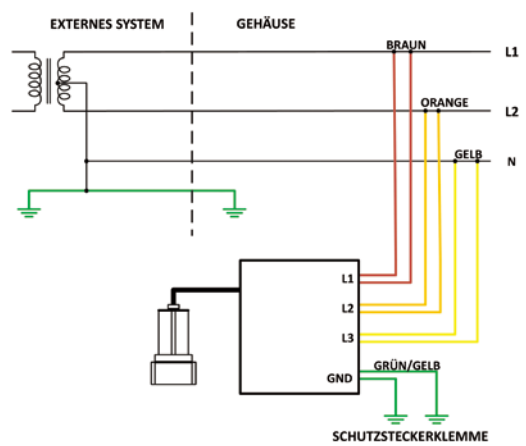 EXTERNES SYSTEM
GEHÄUSE
BRAUN
L1
ORANGE
L2
GELB
N
L1
L2
L3
GRÜN/GELB
GND
SCHUTZSTECKERKLEMME